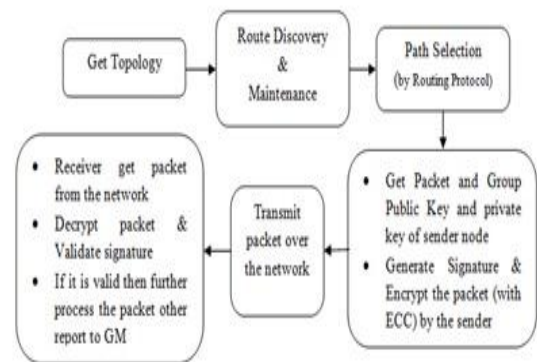 Get Topology
Route Discovery
&
Maintenance
Path Selection
(by Routing Protocol)
• Get Packet and Group
Public Key and private
key of sender node
• Generate Signature &
Encrypt the packet (with
ECC) by the sender
Transmit
packet over
the network
• Receiver get packet
from the network
• Decrypt packet &
Validate signature
• If it is valid then further
process the packet other
report to GM